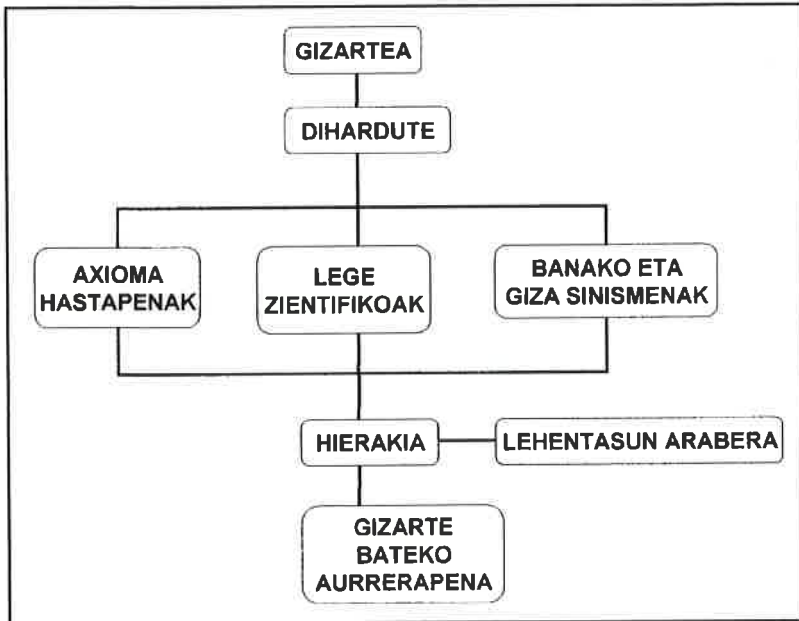 GIZARTEA
DIHARDUTE
AXIOMA
HASTAPENAK
LEGE
ZIENTIFIKOAK
BANAKO ETA
GIZA SINISMENAK
HIERAKIA
LEHENTASUN ARABERA
GIZARTE
BATEKO
AURRERAPENA